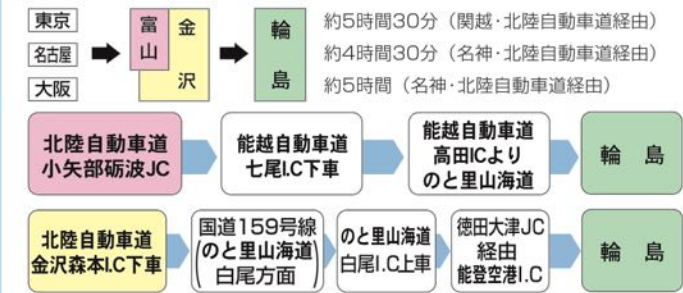 東京
名古屋
大阪
富山
金沢
輪島
約5時間30分（関越・北陸自動車道経由）
約4時間30分（名神・北陸自動車道経由）
約5時間（名神・北陸自動車道経由）
北陸自動車道
小矢部砺波JC
能越自動車道
七尾I.C下車
能越自動車道
高田ICより
のと里山海道
輪島
北陸自動車道
金沢森本I.C下車
国道159号線
(のと里山海道)
白尾方面
のと里山海道
白尾I.C上車
徳田大津JC
経由
能登空港I.C
輪島